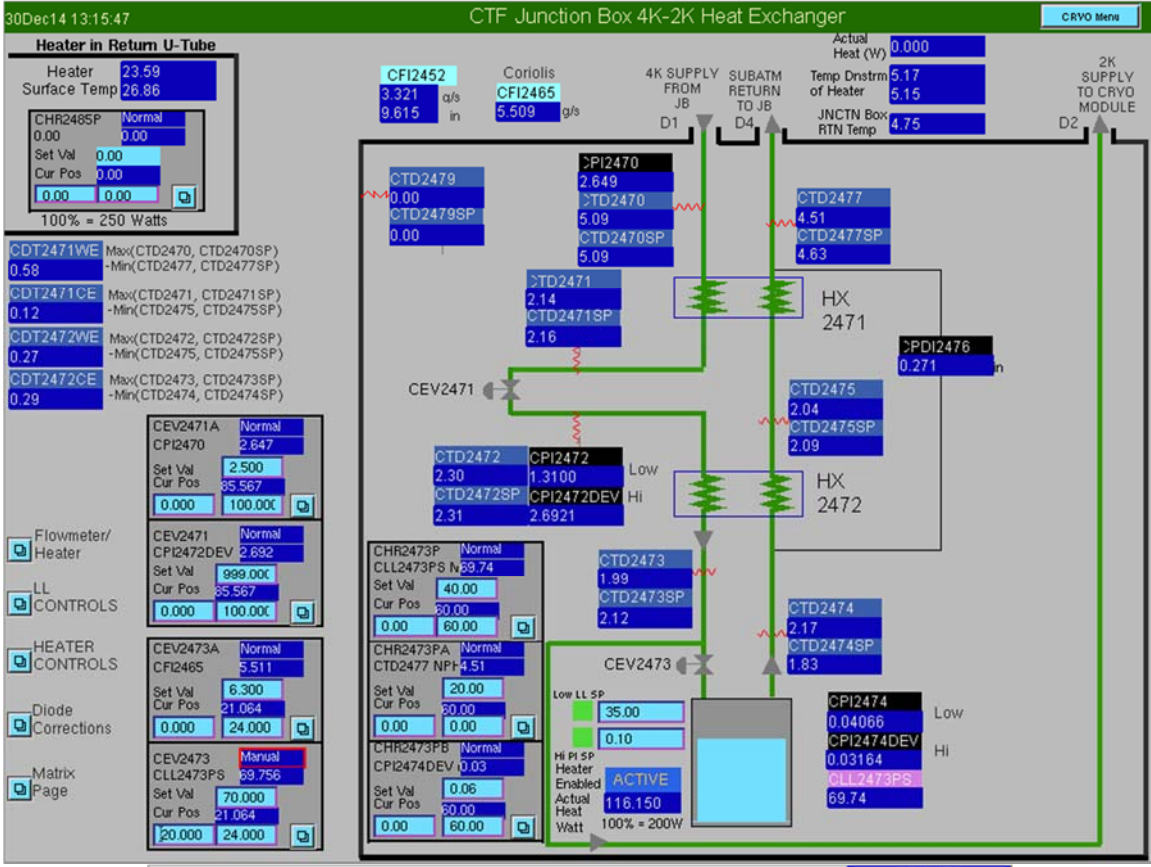 30Dec14 13:15:47
CTF Junction Box 4K-2K Heat Exchanger
CRYO Menu
Heater in Return U-Tube
Heater 23.59
Surface Temp 26.86
CHR2485P Normal
0.00 0.00
Set Val 0.00
Cur Pos 0.00
0.00 0.00
100% = 250 Watts
CFI2452
3.321 g/s
9.615 in
Coriolis
CFI2465
5.509 g/s
4K SUPPLY
FROM
JB
D1
SUBATM
RETURN
TO JB
D4
Actual
Heat (W) 0.000
Temp Dnstrm 5.17
of Heater 5.15
JNCTN Box
RTN Temp 4.75
2K
SUPPLY
TO CRYO
MODULE
D2
CDT2471WE Max(CTD2470, CTD2470SP)
0.58 -Min(CTD2477, CTD2477SP)
CDT2471CE Max(CTD2471, CTD2471SP)
0.12 -Min(CTD2475, CTD2475SP)
CDT2472WE Max(CTD2472, CTD2472SP)
0.27 -Min(CTD2475, CTD2475SP)
CDT2472CE Max(CTD2473, CTD2473SP)
0.29 -Min(CTD2474, CTD2474SP)
CTD2479
0.00
CTD2479SP
0.00
CPI2470
2.649
CTD2470
5.09
CTD2470SP
5.09
CTD2477
4.51
CTD2477SP
4.63
CTD2471
2.14
CTD2471SP
2.16
HX
2471
CPDI2476
0.271 in
CEV2471
CTD2475
2.04
CTD2475SP
2.09
CTD2472 CPI2472
2.30 1.3100 Low
CTD2472SP CPI2472DEV Hi
2.31 2.6921
HX
2472
CEV2471A Normal
CPI2470 2.647
Set Val 2.500
Cur Pos 85.567
0.000
CEV2471 Normal
CPI2472DEV 2.692
Set Val
Cur Pos 85.567
0.000
CEV2473A Normal
CFI2465 5.511
Set Val 6.300
Cur Pos 21.064
0.000 24.000
CEV2473 Manual
CLL2473PS 69.756
Set Val 70.000
Cur Pos 21.064
20.000 24.000
Flowmeter/
Heater
LL
CONTROLS
HEATER
CONTROLS
Diode
Corrections
Matrix
Page
CHR2473P Normal
CLL2473PS 69.74
Set Val 40.00
Cur Pos 60.00
0.00 60.00
CHR2473PA Normal
CTD2477 4.51
Set Val 20.00
Cur Pos 60.00
0.00 0.00
CHR2473PB Normal
CPI2474DEV 0.03
Set Val 0.06
Cur Pos 60.00
0.00 60.00
CTD2473
1.99
CTD2473SP
2.12
CTD2474
2.17
CTD2474SP
1.83
CEV2473
Low LL SP
35.00
0.10
Hi PI SP
Heater
Enabled ACTIVE
Actual
Heat 116.150
Watt 100% = 200W
CPI2474
0.04066 Low
CPI2474DEV
0.03164 Hi
CLL2473PS
69.74